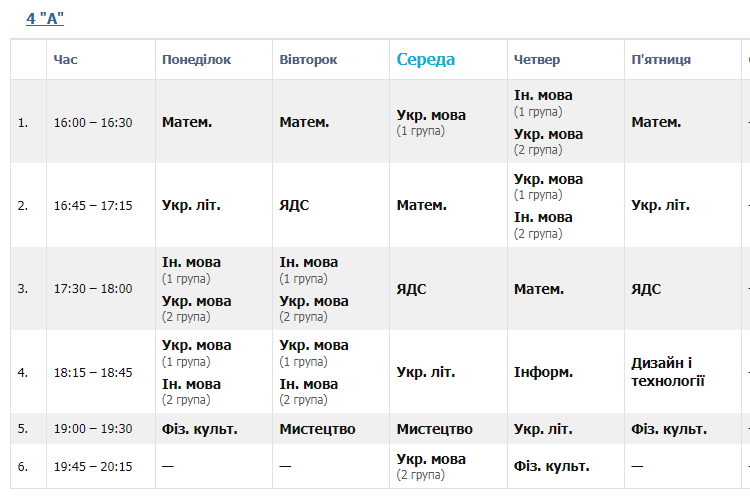 4 "А"
Час Понеділок Вівторок Середа Четвер П'ятниця
1. 16:00 – 16:30 Матем. Матем. Укр. мова (1 група) Ін. мова (1 група) Укр. мова (2 група) Матем.
2. 16:45 – 17:15 Укр. літ. ЯДС Матем. Укр. мова (1 група) Ін. мова (2 група) Укр. літ.
3. 17:30 – 18:00 Ін. мова (1 група) Укр. мова (2 група) Ін. мова (1 група) Укр. мова (2 група) ЯДС Матем. ЯДС
4. 18:15 – 18:45 Укр. мова (1 група) Ін. мова (2 група) Укр. мова (1 група) Ін. мова (2 група) Укр. літ. Інформ. Дизайн і технології
5. 19:00 – 19:30 Фіз. культ. Мистецтво Мистецтво Укр. літ. Фіз. культ.
6. 19:45 – 20:15 — — Укр. мова (2 група) Фіз. культ. —